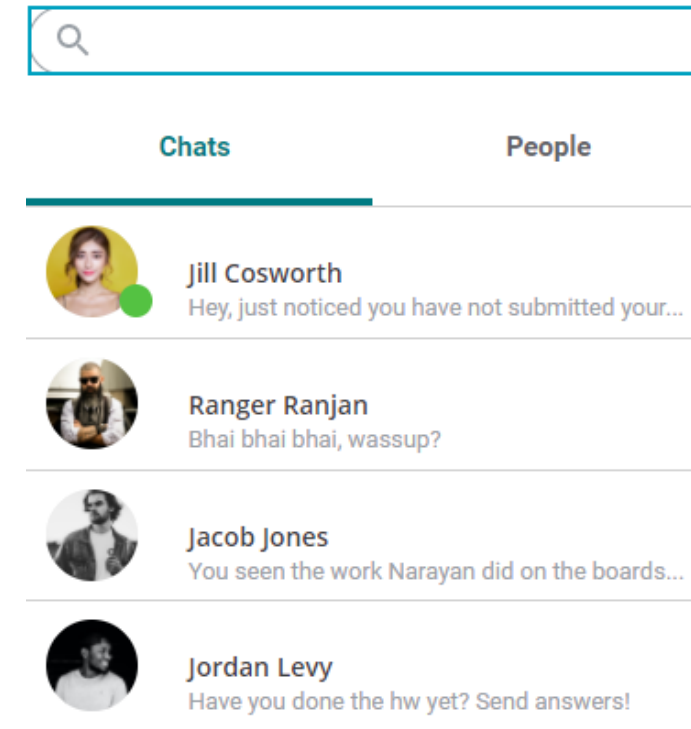 Chats
People
Jill Cosworth
Hey, just noticed you have not submitted your...
Ranger Ranjan
Bhai bhai bhai, wassup?
Jacob Jones
You seen the work Narayan did on the boards...
Jordan Levy
Have you done the hw yet? Send answers!